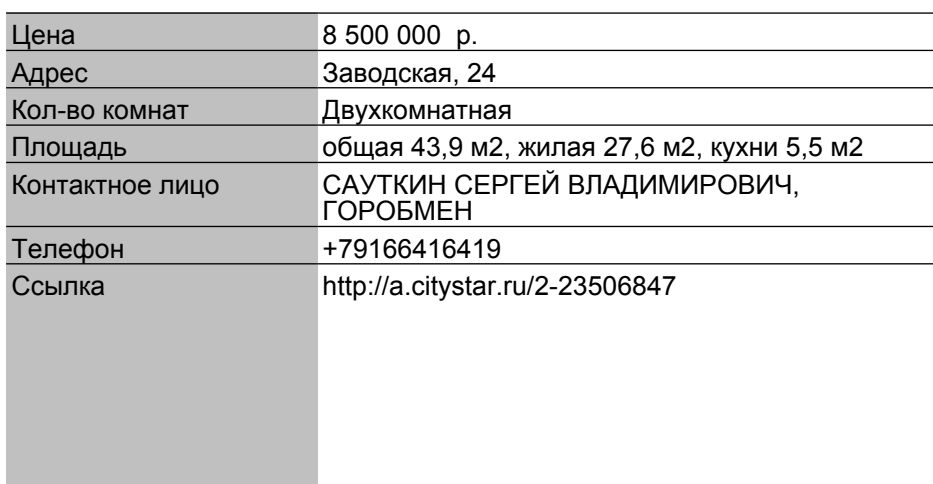 Цена 8 500 000 р.
Адрес Заводская, 24
Кол-во комнат Двухкомнатная
Площадь общая 43,9 м2, жилая 27,6 м2, кухни 5,5 м2
Контактное лицо САУТКИН СЕРГЕЙ ВЛАДИМИРОВИЧ,
ГОРОБМЕН
Телефон +79166416419
Ссылка http://a.citystar.ru/2-23506847